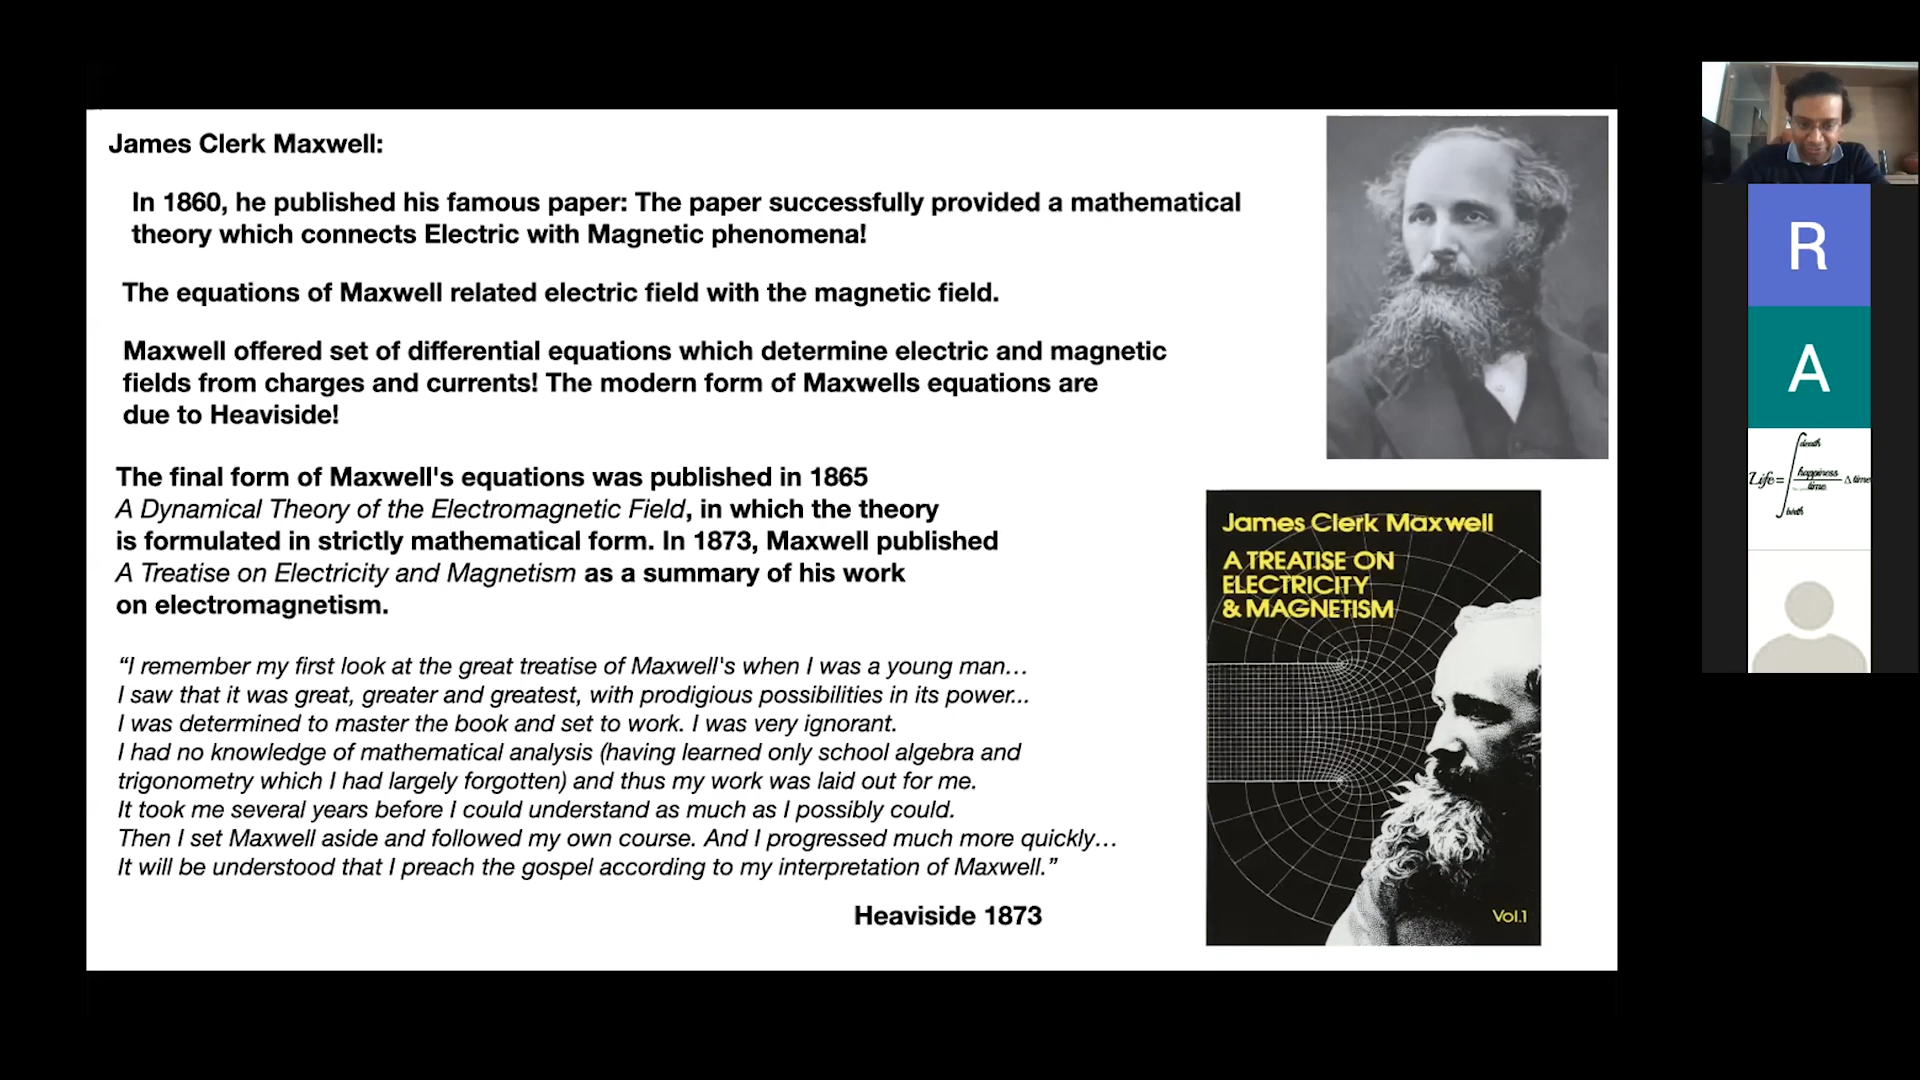 James Clerk Maxwell:
In 1860, he published his famous paper: The paper successfully provided a mathematical
theory which connects Electric with Magnetic phenomena!
The equations of Maxwell related electric field with the magnetic field.
Maxwell offered set of differential equations which determine electric and magnetic
fields from charges and currents! The modern form of Maxwells equations are
due to Heaviside!
The final form of Maxwell's equations was published in 1865
A Dynamical Theory of the Electromagnetic Field, in which the theory
is formulated in strictly mathematical form. In 1873, Maxwell published
A Treatise on Electricity and Magnetism as a summary of his work
on electromagnetism.
“I remember my first look at the great treatise of Maxwell's when I was a young man…
I saw that it was great, greater and greatest, with prodigious possibilities in its power...
I was determined to master the book and set to work. I was very ignorant.
I had no knowledge of mathematical analysis (having learned only school algebra and
trigonometry which I had largely forgotten) and thus my work was laid out for me.
It took me several years before I could understand as much as I possibly could.
Then I set Maxwell aside and followed my own course. And I progressed much more quickly…
It will be understood that I preach the gospel according to my interpretation of Maxwell.”
Heaviside 1873
James Clerk Maxwell
A TREATISE ON
ELECTRICITY
& MAGNETISM
Vol.1
R
A
death
Life=∫ happiness/time Δ time
birth